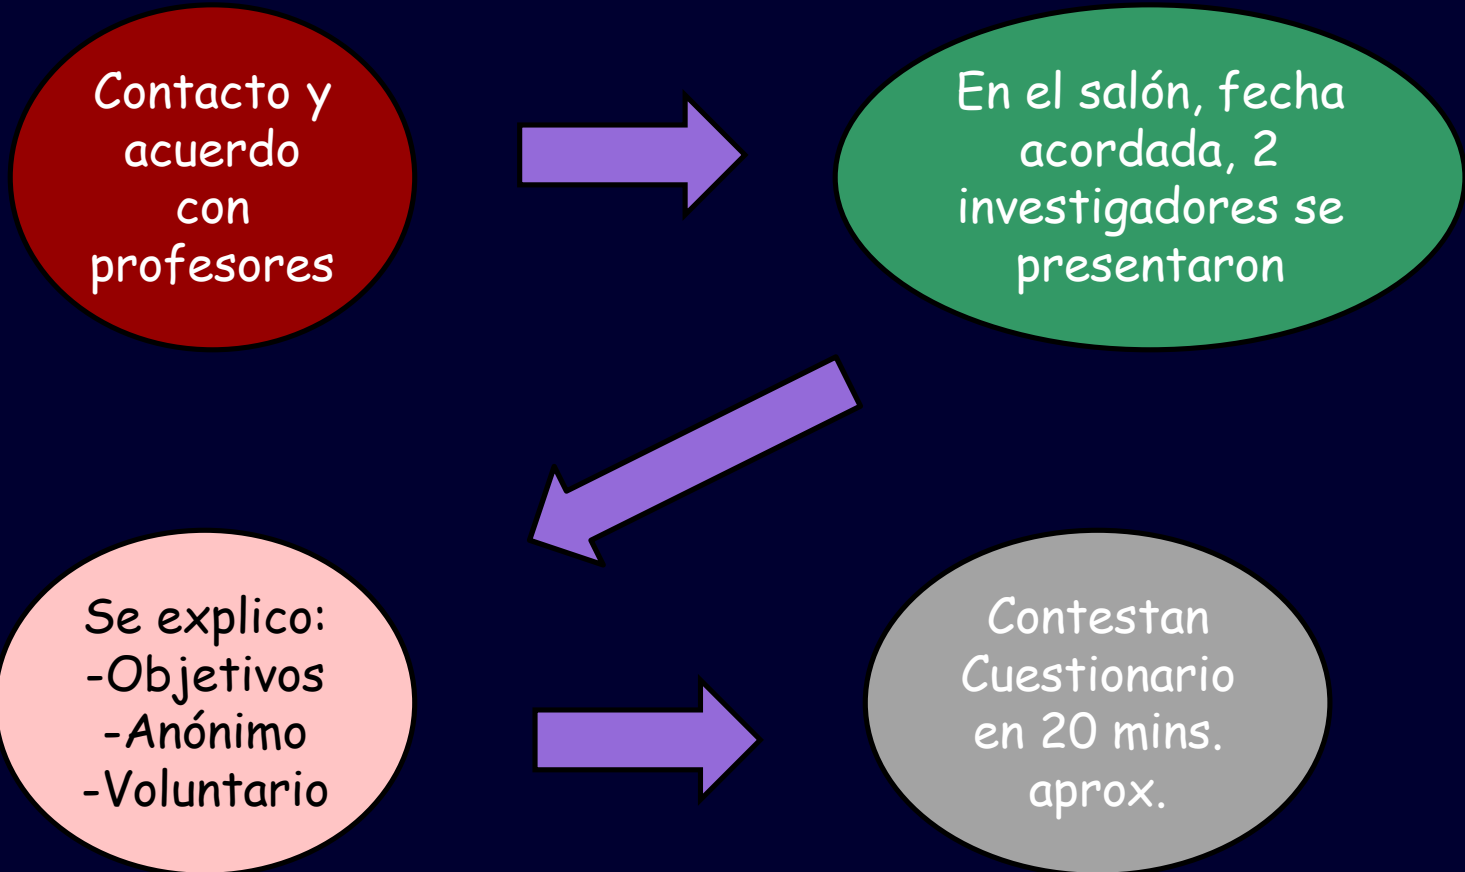 Contacto y
acuerdo
con
profesores
En el salón, fecha
acordada, 2
investigadores se
presentaron
Se explico:
-Objetivos
-Anónimo
-Voluntario
Contestan
Cuestionario
en 20 mins.
aprox.